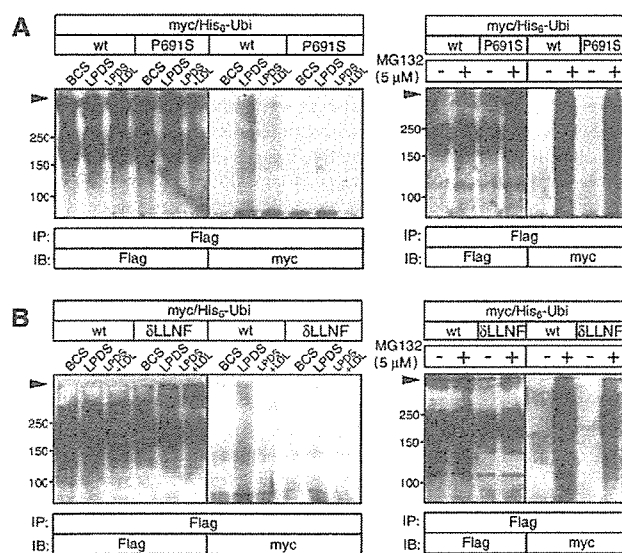 A
myc/His6-Ubi
wt P691S wt P691S
BCS LPDS LPDS+LDL BCS LPDS LPDS+LDL BCS LPDS LPDS+LDL BCS LPDS LPDS+LDL
250
150
100
IP: Flag
IB: Flag myc
myc/His6-Ubi
wt P691S wt P691S
MG132 (5 μM) - + - + - + - +
250
150
100
IP: Flag
IB: Flag myc
B
myc/His6-Ubi
wt δLLNF wt δLLNF
BCS LPDS LPDS+LDL BCS LPDS LPDS+LDL BCS LPDS LPDS+LDL BCS LPDS LPDS+LDL
250
150
100
IP: Flag
IB: Flag myc
myc/His6-Ubi
wt δLLNF wt δLLNF
MG132 (5 μM) - + - + - + - +
250
150
100
IP: Flag
IB: Flag myc